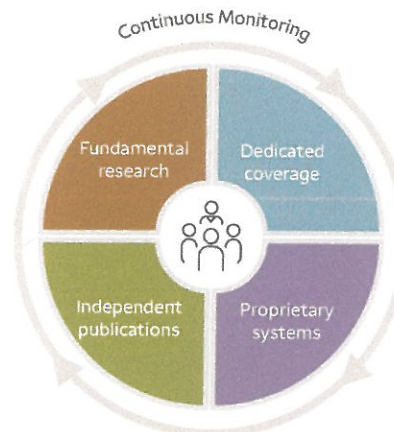 Continuous Monitoring
Fundamental
research
Dedicated
coverage
Independent
publications
Proprietary
systems